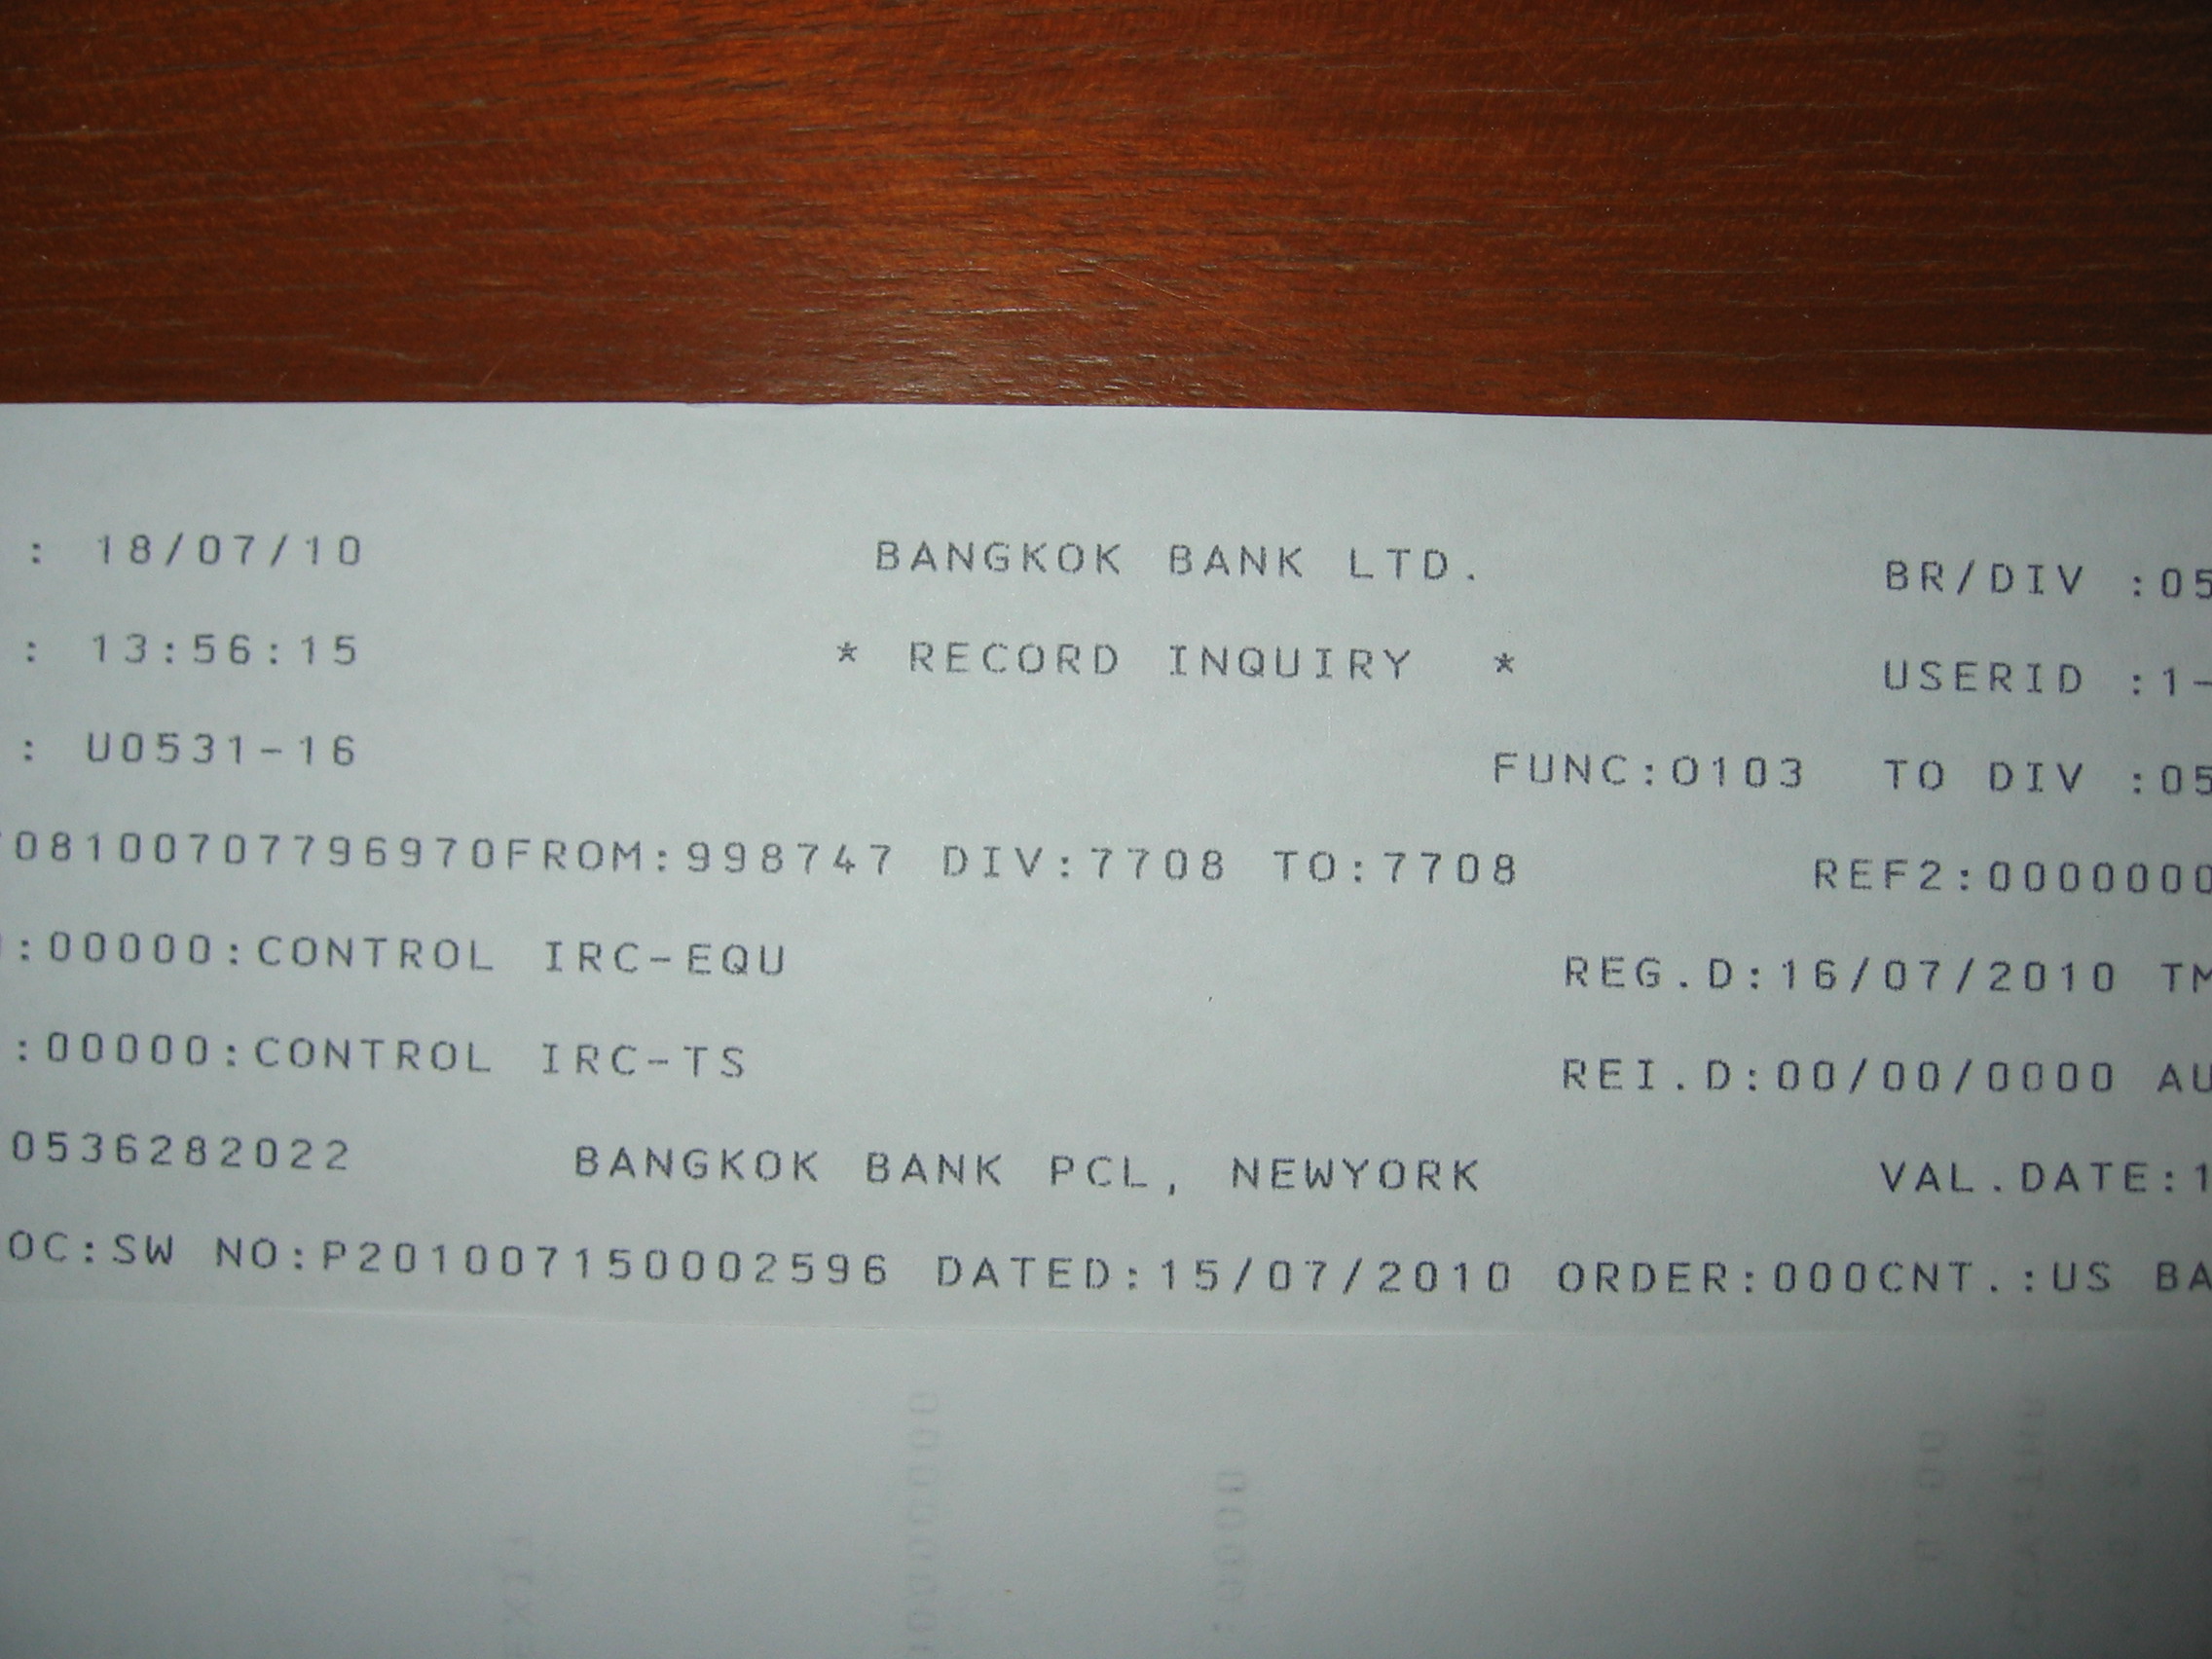 : 18/07/10 BANGKOK BANK LTD. BR/DIV :05
: 13:56:15 * RECORD INQUIRY * USERID :1-
: U0531-16 FUNC:0103 TO DIV :05
08100707796970FROM:998747 DIV:7708 TO:7708 REF2:0000000
:00000:CONTROL IRC-EQU REG.D:16/07/2010 TM
:00000:CONTROL IRC-TS REI.D:00/00/0000 AU
0536282022 BANGKOK BANK PCL, NEWYORK VAL.DATE:1
OC:SW NO:P201007150002596 DATED:15/07/2010 ORDER:000CNT.:US BA